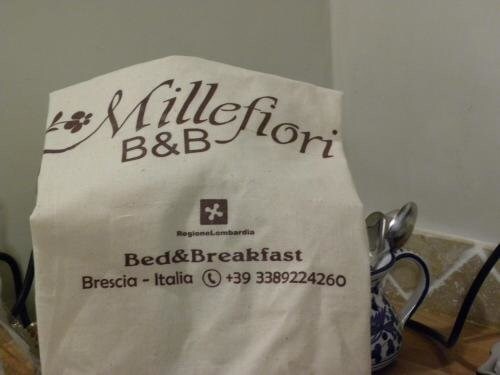 Millefiori
B&B
RegioneLombardia
Bed&Breakfast
Brescia - Italia +39 3389224260